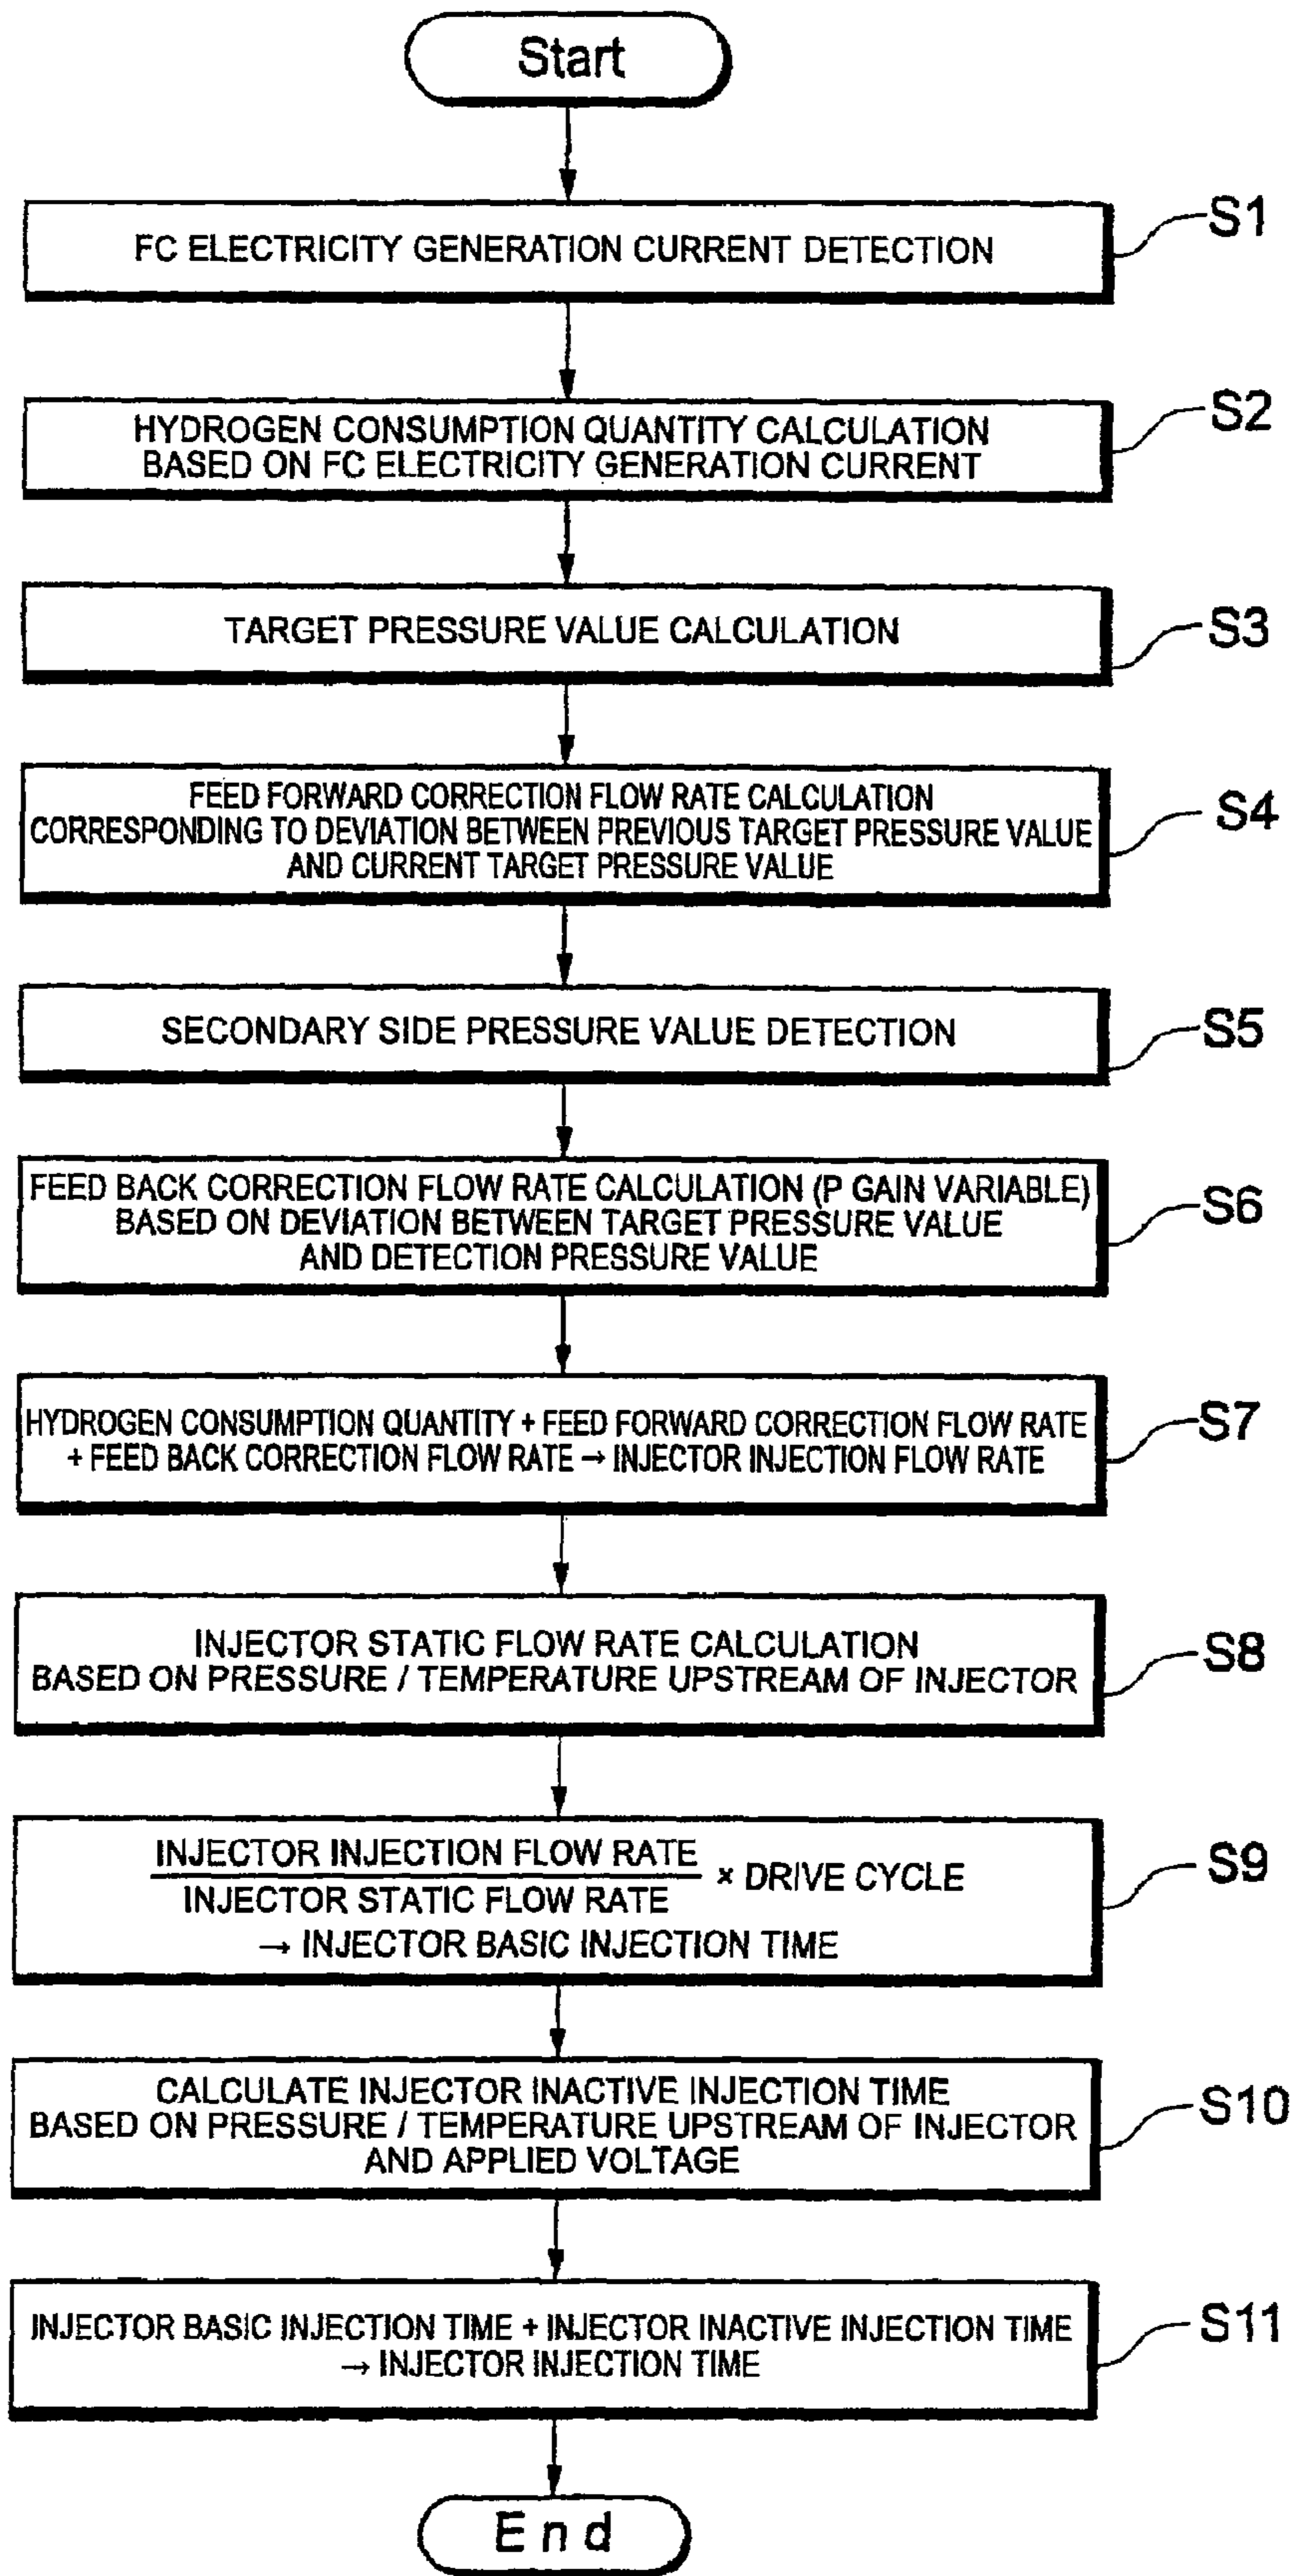 Start
FC ELECTRICITY GENERATION CURRENT DETECTION
S1
HYDROGEN CONSUMPTION QUANTITY CALCULATION
BASED ON FC ELECTRICITY GENERATION CURRENT
S2
TARGET PRESSURE VALUE CALCULATION
S3
FEED FORWARD CORRECTION FLOW RATE CALCULATION
CORRESPONDING TO DEVIATION BETWEEN PREVIOUS TARGET PRESSURE VALUE
AND CURRENT TARGET PRESSURE VALUE
S4
SECONDARY SIDE PRESSURE VALUE DETECTION
S5
FEED BACK CORRECTION FLOW RATE CALCULATION (P GAIN VARIABLE)
BASED ON DEVIATION BETWEEN TARGET PRESSURE VALUE
AND DETECTION PRESSURE VALUE
S6
HYDROGEN CONSUMPTION QUANTITY + FEED FORWARD CORRECTION FLOW RATE
+ FEED BACK CORRECTION FLOW RATE → INJECTOR INJECTION FLOW RATE
S7
INJECTOR STATIC FLOW RATE CALCULATION
BASED ON PRESSURE / TEMPERATURE UPSTREAM OF INJECTOR
S8
INJECTOR INJECTION FLOW RATE
INJECTOR STATIC FLOW RATE
× DRIVE CYCLE
→ INJECTOR BASIC INJECTION TIME
S9
CALCULATE INJECTOR INACTIVE INJECTION TIME
BASED ON PRESSURE / TEMPERATURE UPSTREAM OF INJECTOR
AND APPLIED VOLTAGE
S10
INJECTOR BASIC INJECTION TIME + INJECTOR INACTIVE INJECTION TIME
→ INJECTOR INJECTION TIME
S11
End